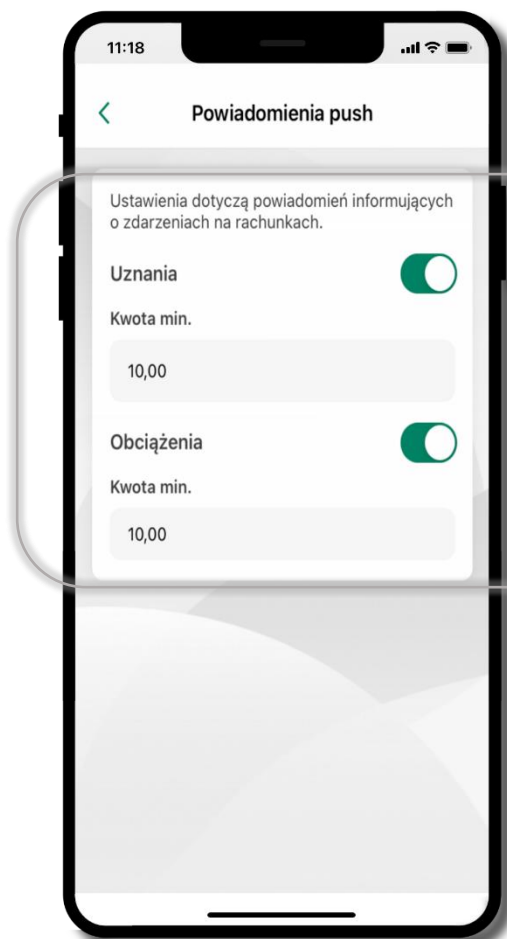 11:18
Powiadomienia push
Ustawienia dotyczą powiadomień informujących
o zdarzeniach na rachunkach.
Uznania
Kwota min.
10,00
Obciążenia
Kwota min.
10,00